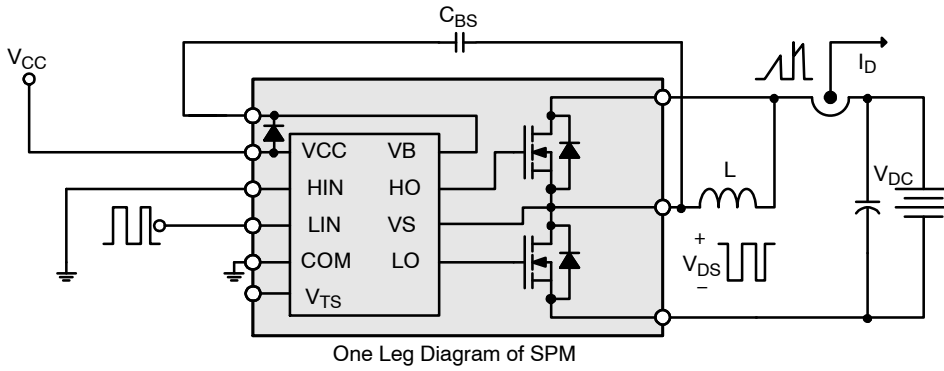 C_BS
V_CC
I_D
VCC VB
HIN HO
LIN VS
COM LO
V_TS
L
V_DC
+
V_DS
−
One Leg Diagram of SPM